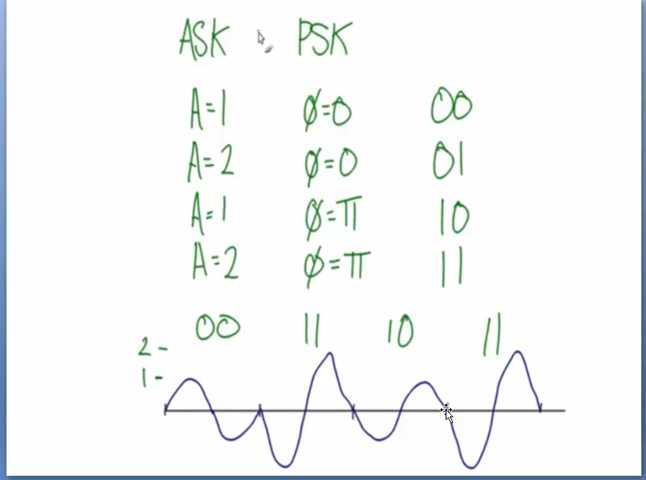 ASK PSK
A=1 ø=0 00
A=2 ø=0 01
A=1 ø=π 10
A=2 ø=π 11
00 11 10 11
2-
1-